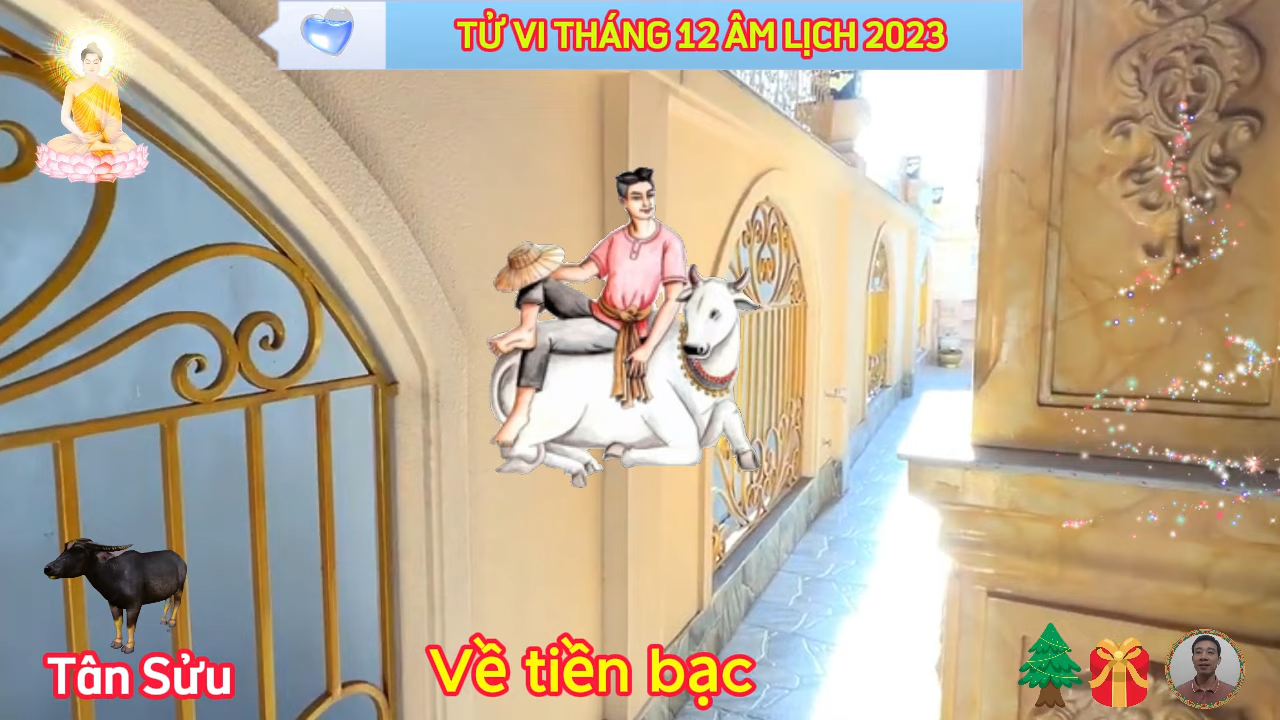 TỬ VI THÁNG 12 ÂM LỊCH 2023
Tân Sửu
Về tiền bạc